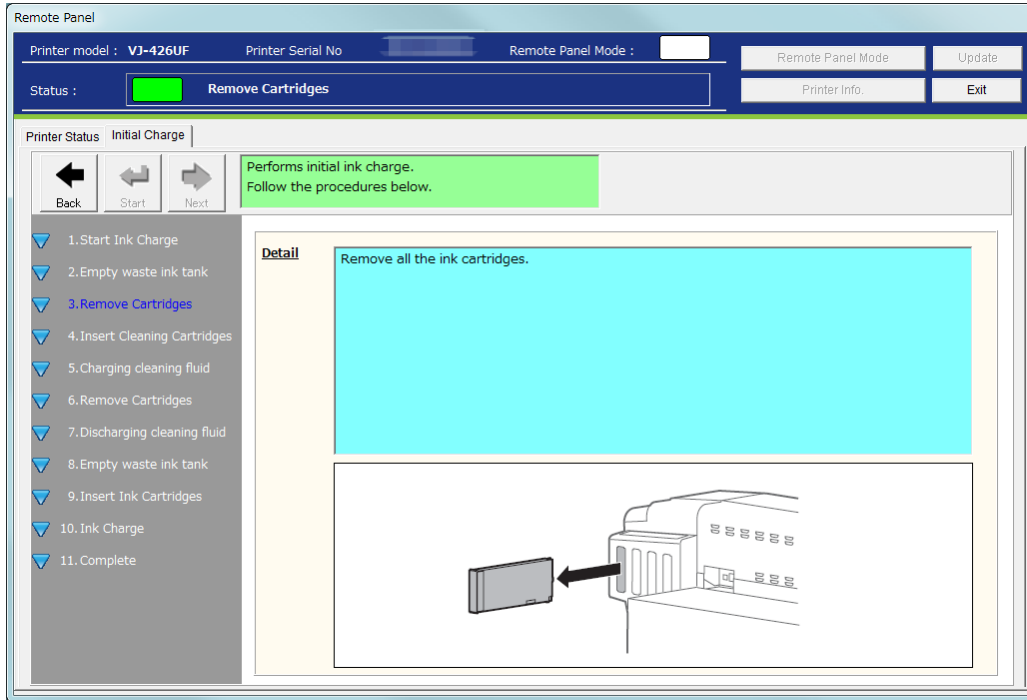 Remote Panel
Printer model : VJ-426UF Printer Serial No Remote Panel Mode :
Remote Panel Mode Update
Status : Remove Cartridges
Printer Info. Exit
Printer Status Initial Charge
Back Start Next
Performs initial ink charge.
Follow the procedures below.
1.Start Ink Charge
2.Empty waste ink tank
3.Remove Cartridges
4.Insert Cleaning Cartridges
5.Charging cleaning fluid
6.Remove Cartridges
7.Discharging cleaning fluid
8.Empty waste ink tank
9.Insert Ink Cartridges
10.Ink Charge
11.Complete
Detail
Remove all the ink cartridges.